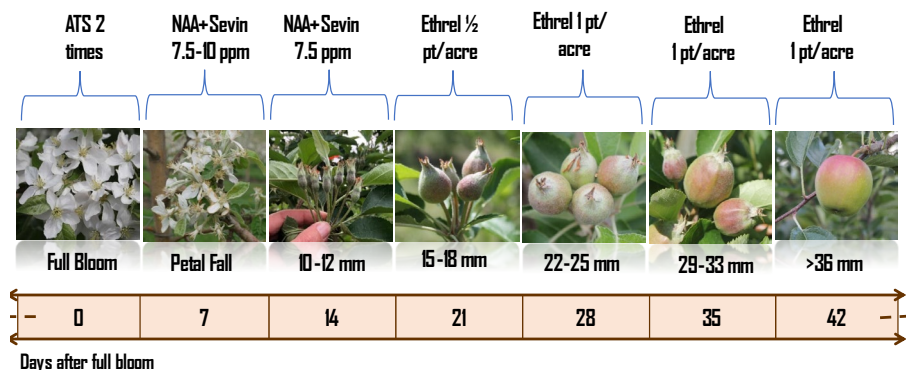 ATS 2
times
NAA+Sevin
7.5-10 ppm
NAA+Sevin
7.5 ppm
Ethrel ½
pt/acre
Ethrel 1 pt/
acre
Ethrel
1 pt/acre
Ethrel
1 pt/acre
Full Bloom
Petal Fall
10-12 mm
15-18 mm
22-25 mm
29-33 mm
>36 mm
0
7
14
21
28
35
42
Days after full bloom